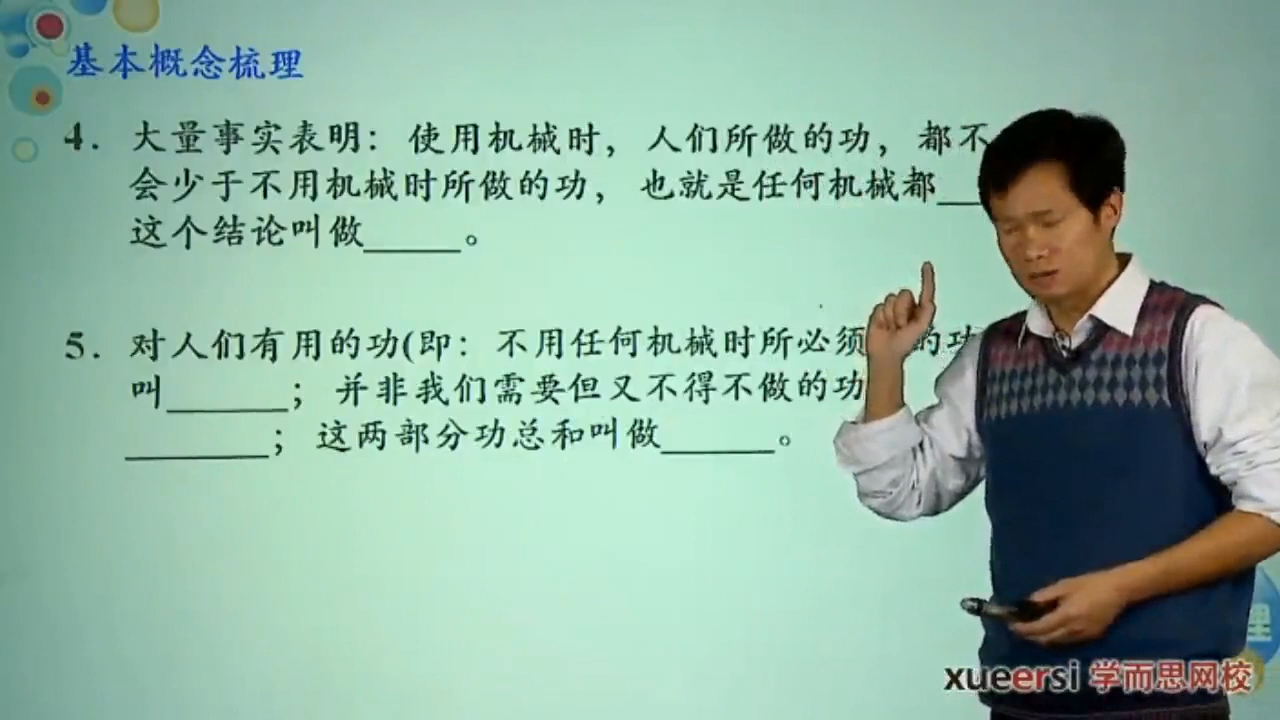 基本概念梳理
4. 大量事实表明：使用机械时，人们所做的功，都不
会少于不用机械时所做的功，也就是任何机械都___
这个结论叫做_____。
5. 对人们有用的功(即：不用任何机械时所必须 的功
叫______；并非我们需要但又不得不做的功
_______；这两部分功总和叫做______。
理
xueersi 学而思网校